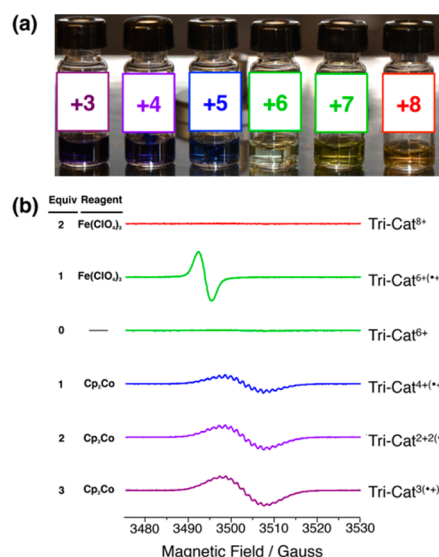 (a)
+3 +4 +5 +6 +7 +8
(b)
Equiv Reagent
2 Fe(ClO₄)₃ Tri-Cat⁸⁺
1 Fe(ClO₄)₃ Tri-Cat⁶⁺⁽•⁺
0 — Tri-Cat⁶⁺
1 Cp₂Co Tri-Cat⁴⁺⁽•⁺
2 Cp₂Co Tri-Cat²⁺²⁽
3 Cp₂Co Tri-Cat³⁽•⁺⁾
3480 3490 3500 3510 3520 3530
Magnetic Field / Gauss